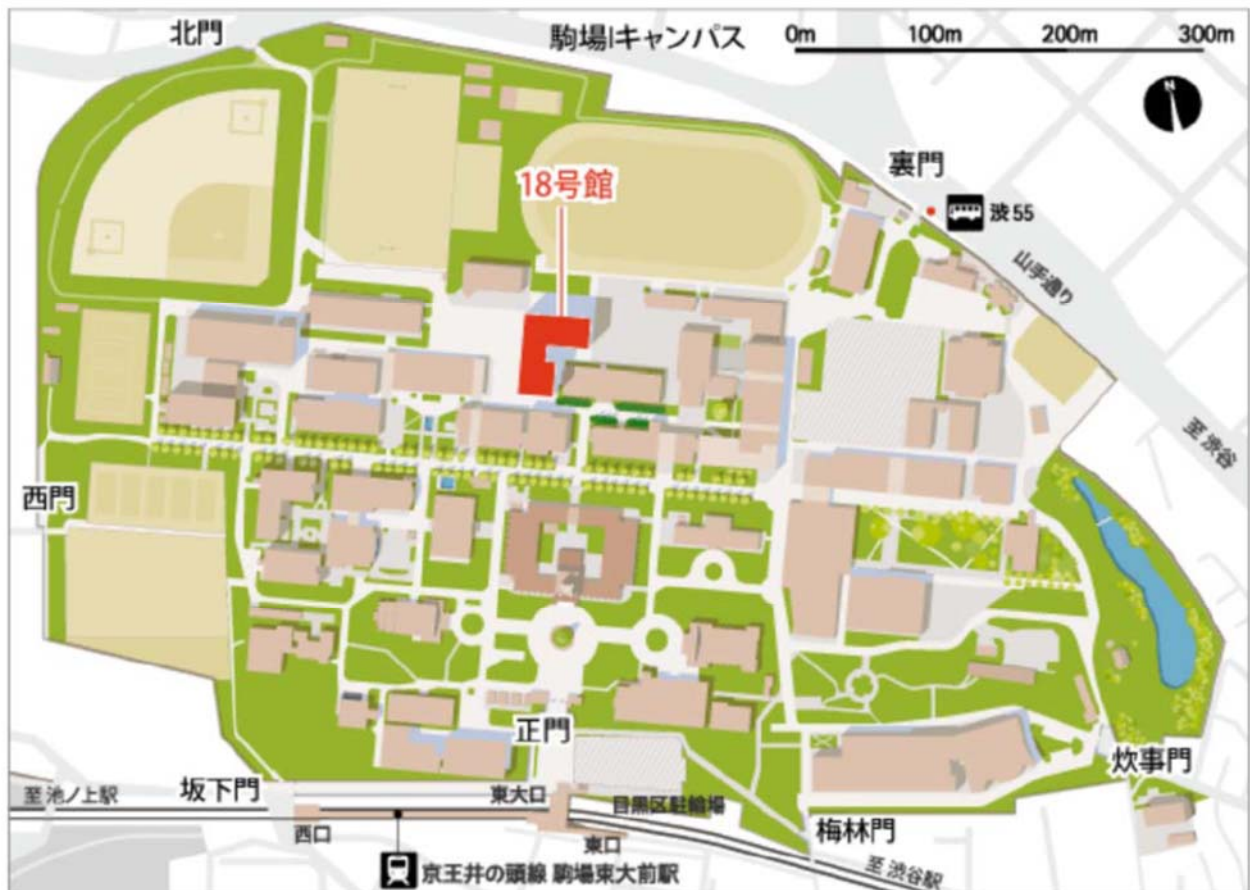 北門
駒場Iキャンパス
0m 100m 200m 300m
N
裏門
18号館
渋55
山手通り
至 渋谷
西門
正門
炊事門
坂下門
至 池ノ上駅
東大口
目黒区駐輪場
梅林門
西口
東口
至 渋谷駅
京王井の頭線 駒場東大前駅